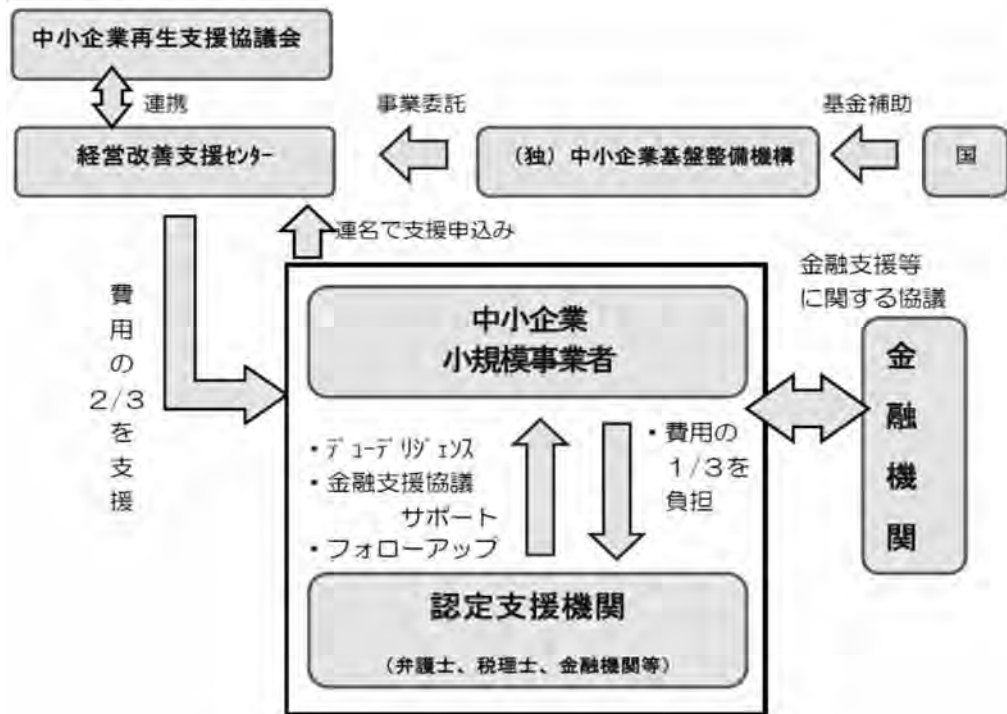 中小企業再生支援協議会
連携
事業委託
基金補助
経営改善支援ｾﾝﾀｰ
（独）中小企業基盤整備機構
国
連名で支援申込み
金融支援等
に関する協議
費用の2/3を支援
中小企業
小規模事業者
金融機関
・ﾃﾞｭｰﾃﾞﾘｼﾞｪﾝｽ
・金融支援協議
サポート
・フォローアップ
・費用の
1/3を
負担
認定支援機関
（弁護士、税理士、金融機関等）